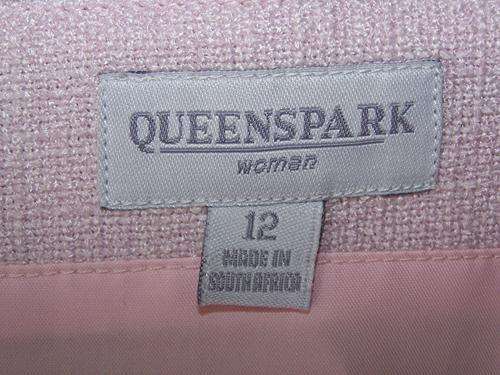 QUEENSPARK
woman
12
MADE IN
SOUTH AFRICA